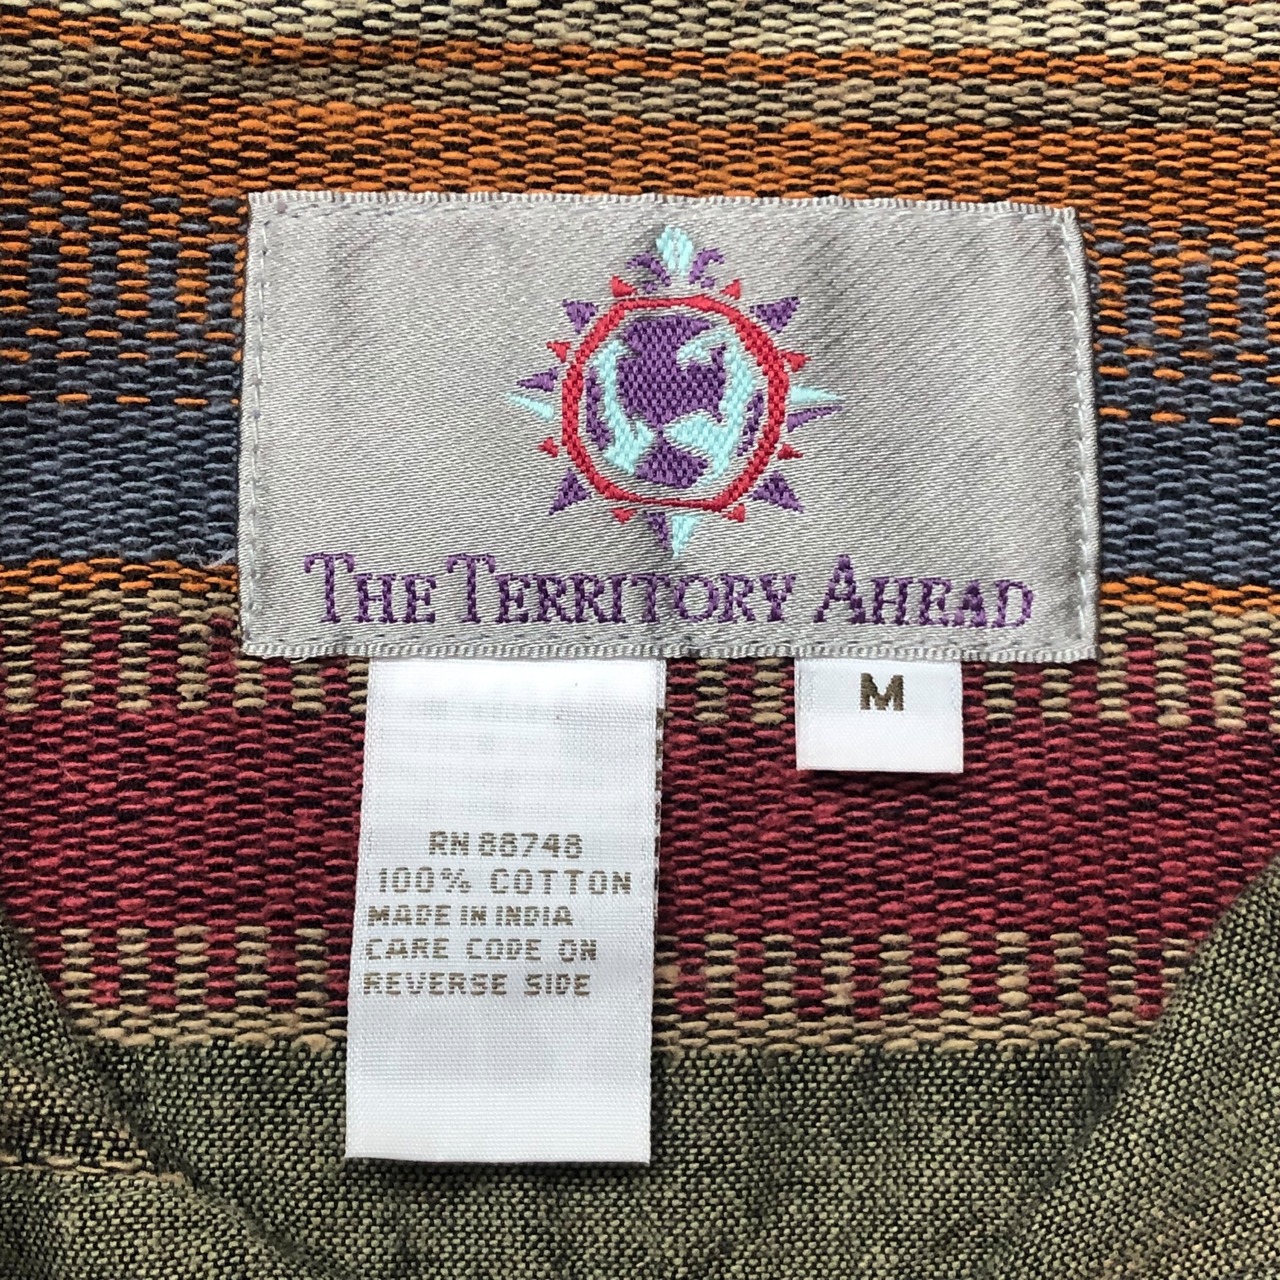 THE TERRITORY AHEAD
M
RN 88748
100% COTTON
MADE IN INDIA
CARE CODE ON
REVERSE SIDE